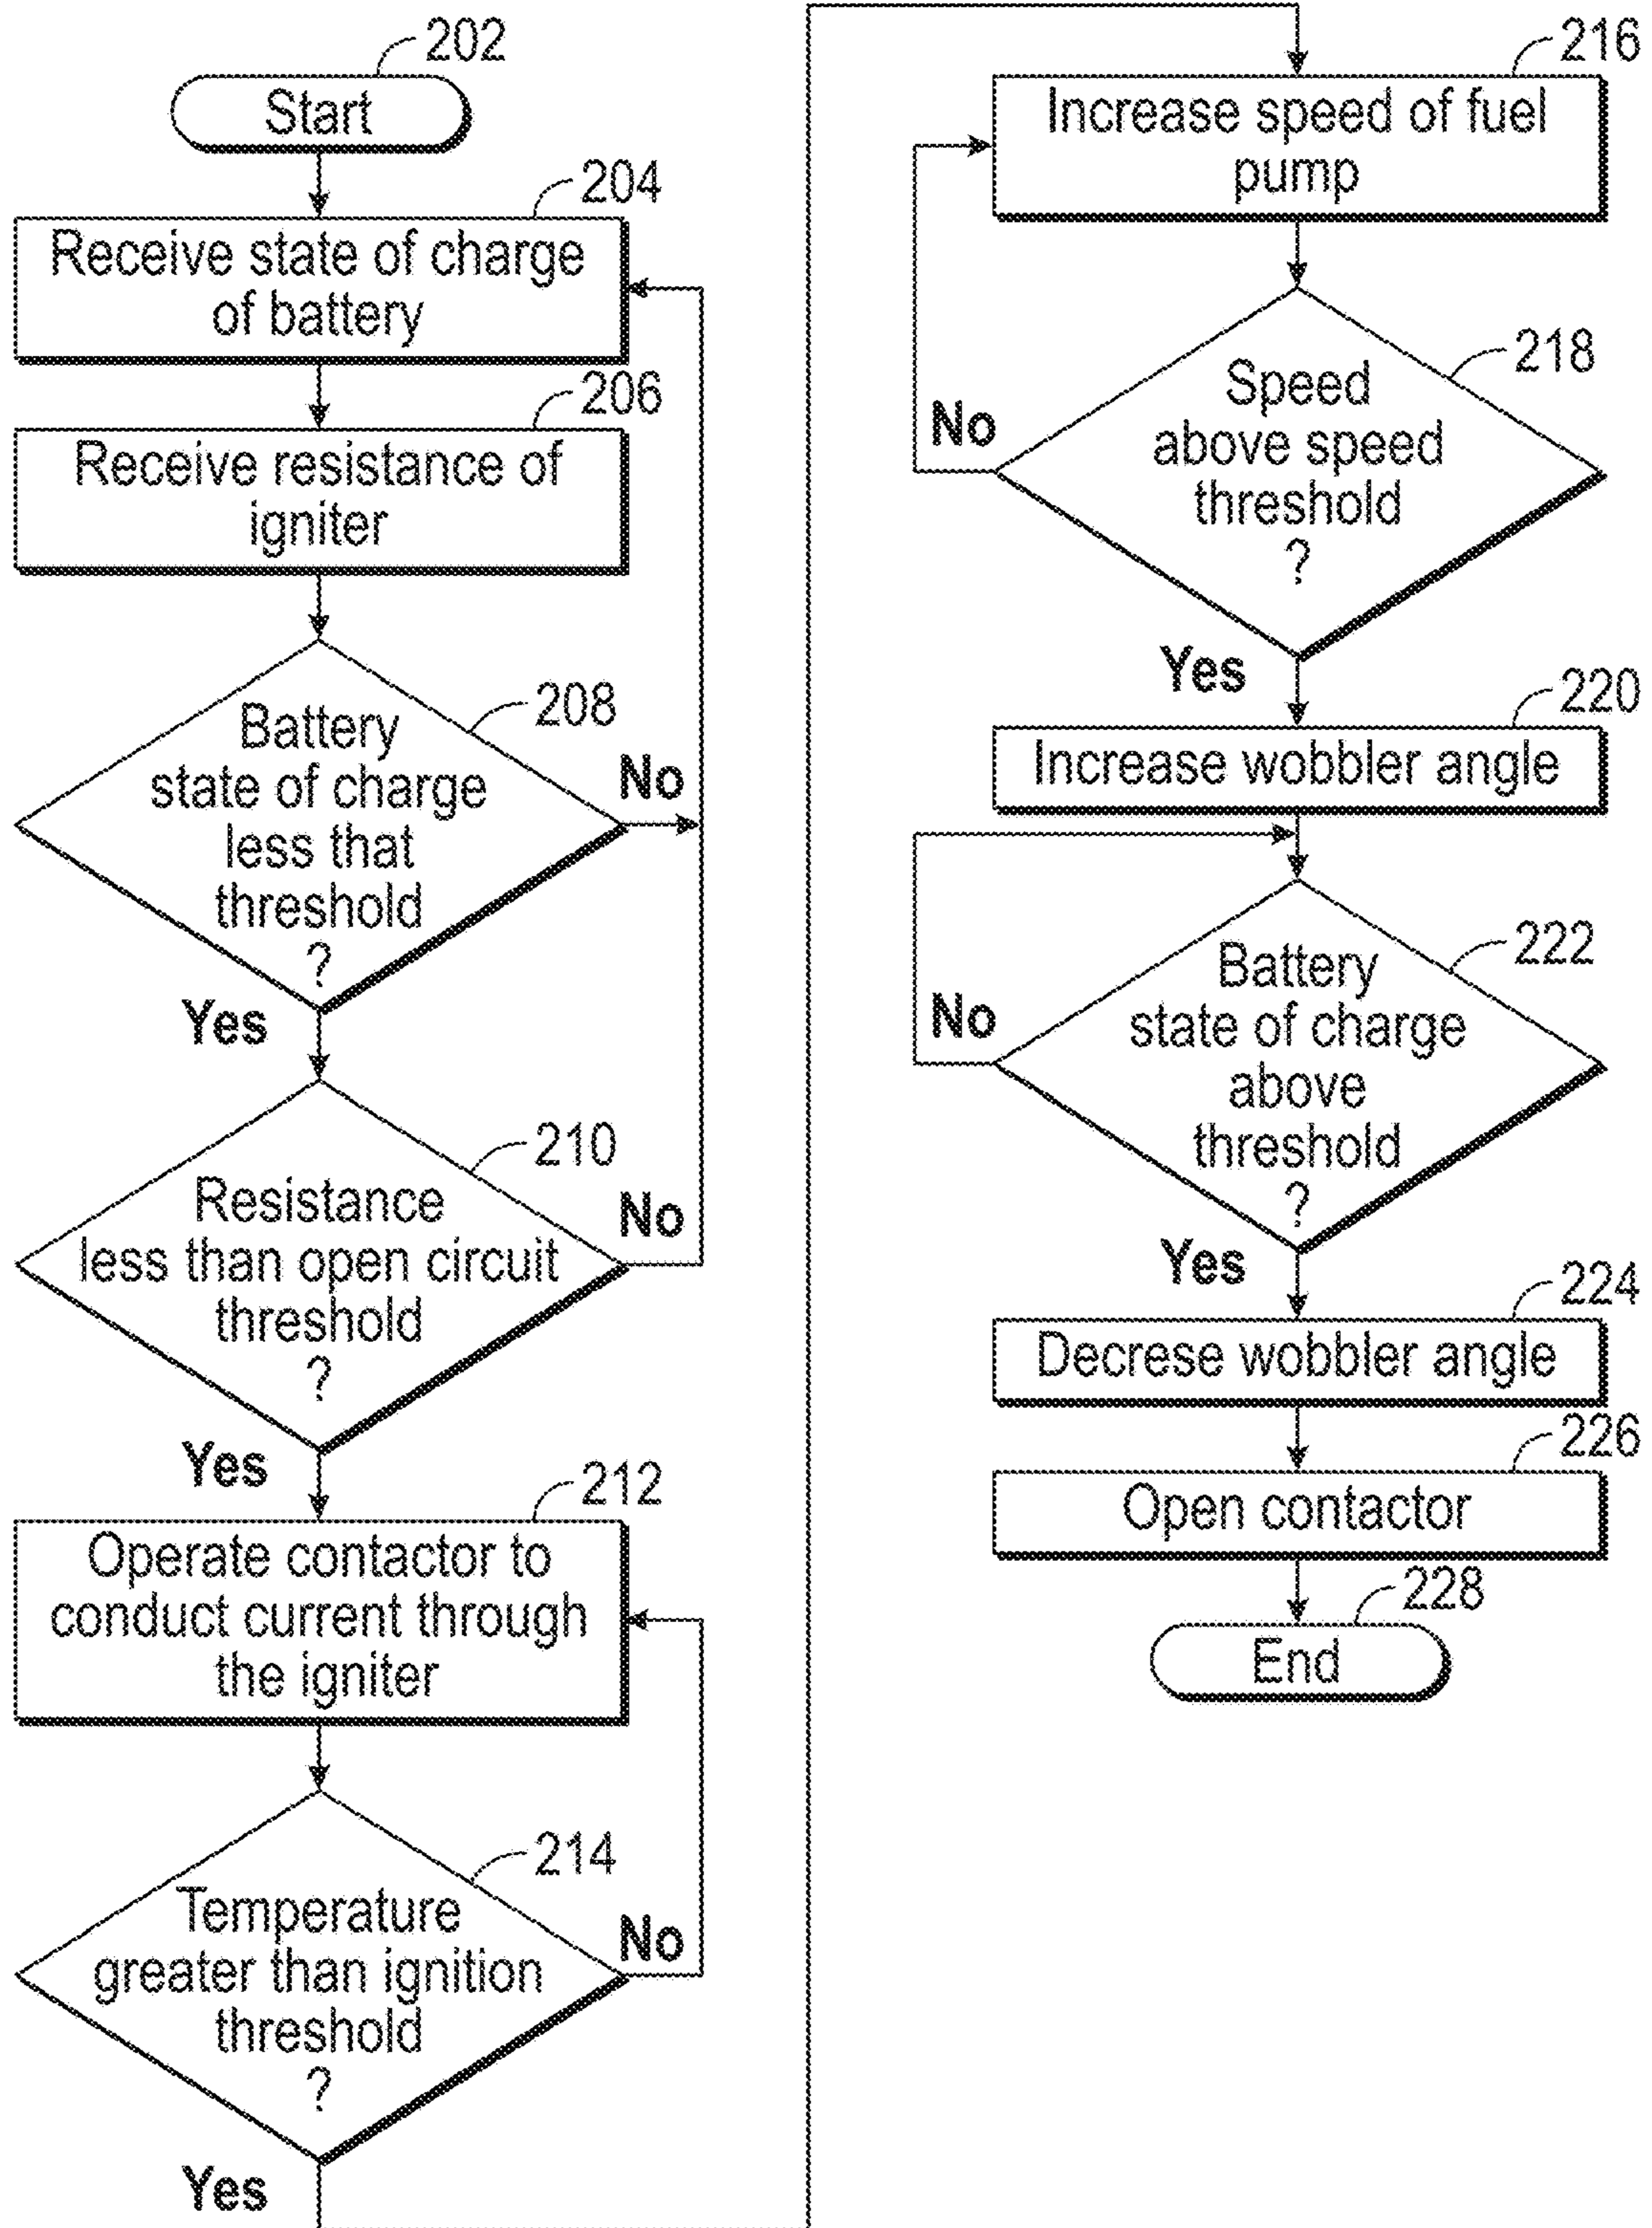 202
Start
204
Receive state of charge
of battery
206
Receive resistance of
igniter
208
Battery
state of charge
less that
threshold
?
No
Yes
210
Resistance
less than open circuit
threshold
?
No
Yes
212
Operate contactor to
conduct current through
the igniter
214
Temperature
greater than ignition
threshold
?
No
Yes
216
Increase speed of fuel
pump
218
Speed
above speed
threshold
?
No
Yes
220
Increase wobbler angle
222
Battery
state of charge
above
threshold
?
No
Yes
224
Decrese wobbler angle
226
Open contactor
228
End